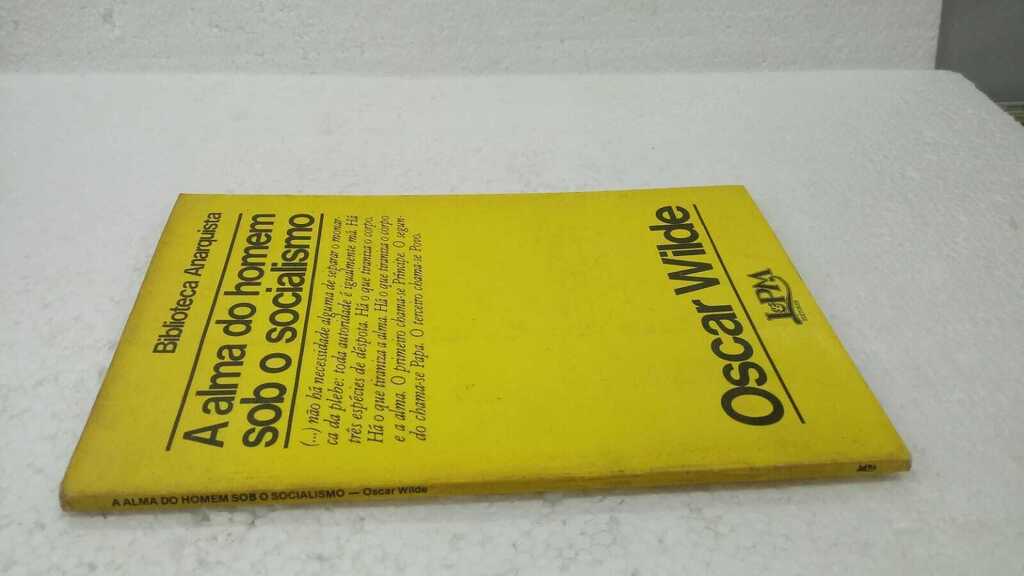 Biblioteca Anarquista
A alma do homem
sob o socialismo
(...) não há necessidade alguma de separar o monar-
ca da plebe: toda autoridade é igualmente má. Há
três espécies de déspota. Há o que tiraniza o corpo.
Há o que tiraniza a alma. Há o que tiraniza o corpo
e a alma. O primeiro chama-se Príncipe. O segun-
do chama-se Papa. O terceiro chama-se Povo.
Oscar Wilde
L&PM
A ALMA DO HOMEM SOB O SOCIALISMO — Oscar Wilde
L&PM